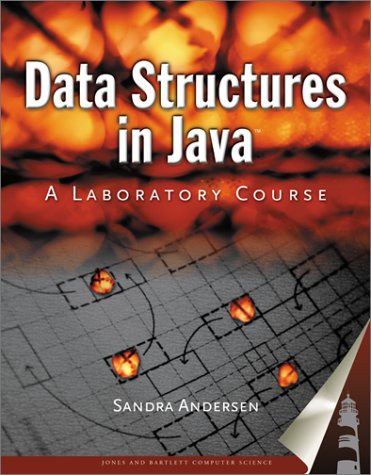 Data Structures
in Java™
A Laboratory Course
Sandra Andersen
Jones and Bartlett Computer Science